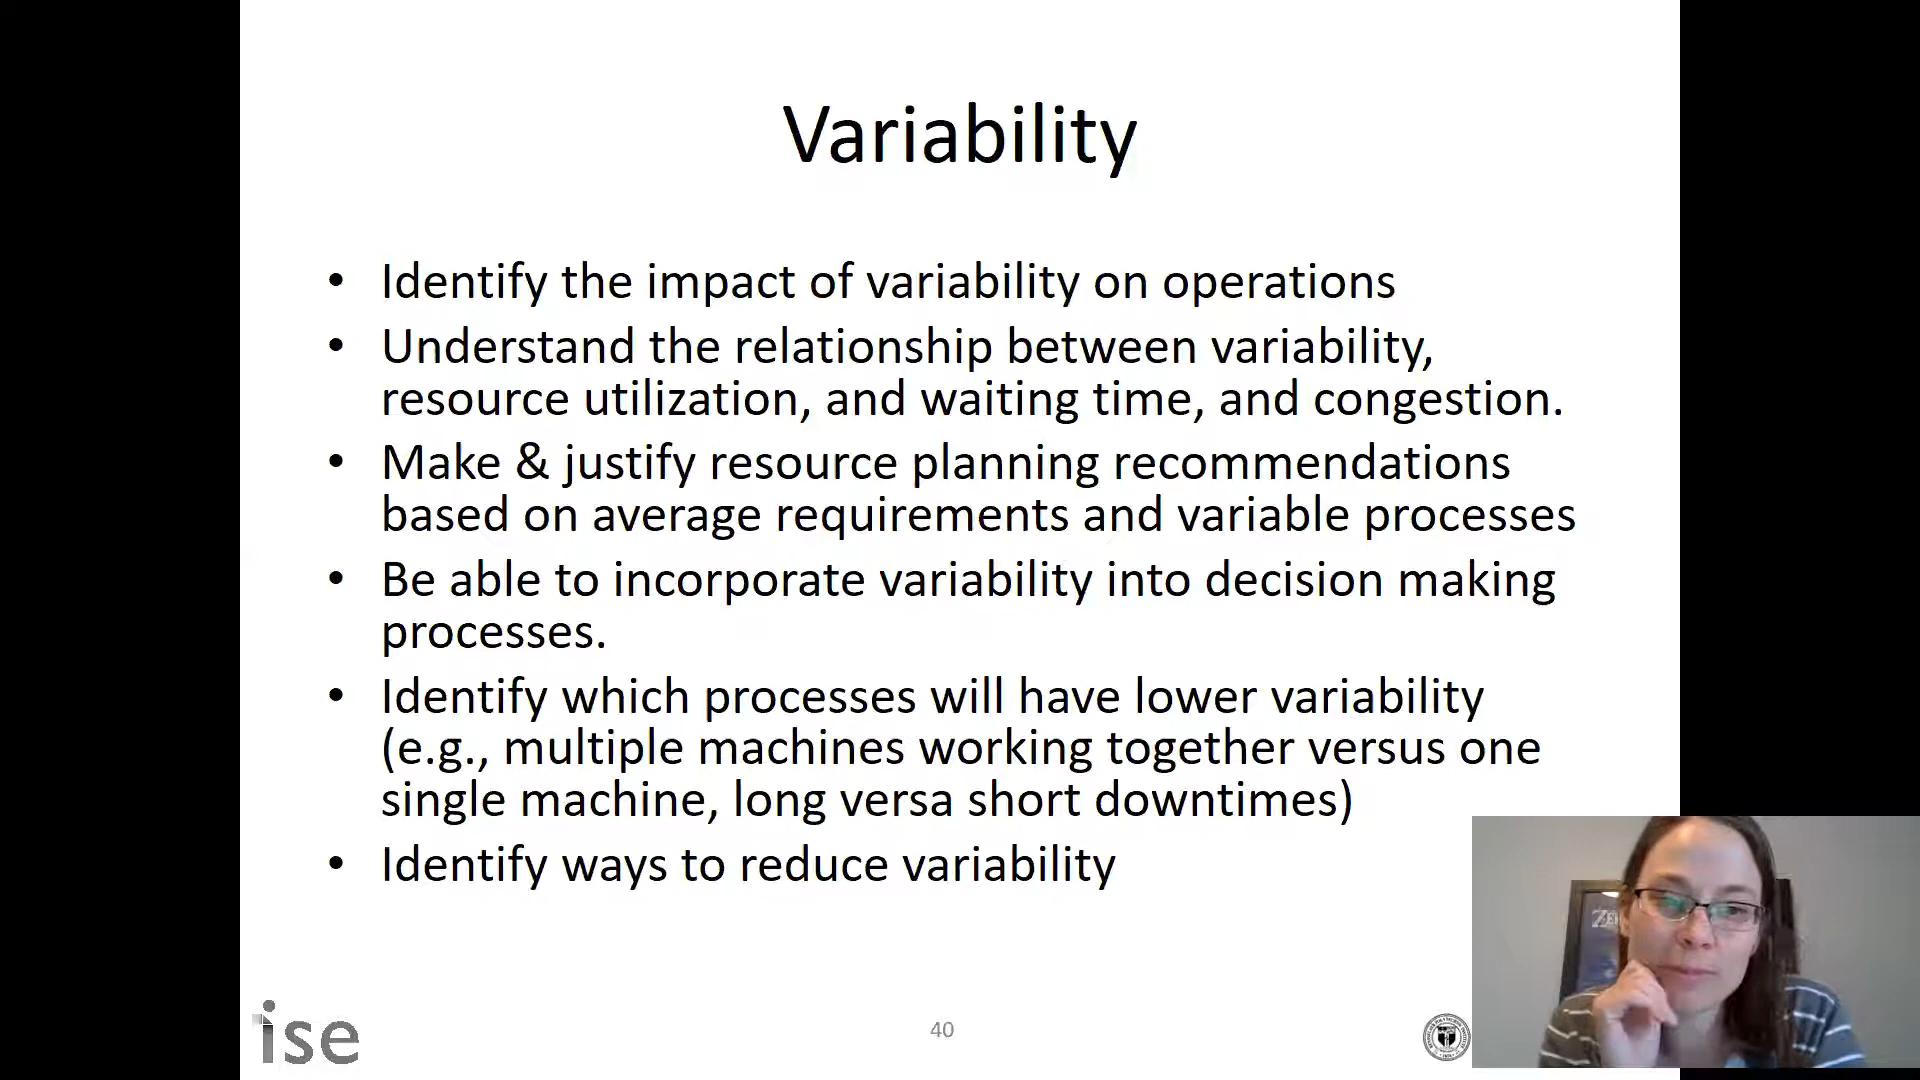 Variability
• Identify the impact of variability on operations
• Understand the relationship between variability,
resource utilization, and waiting time, and congestion.
• Make & justify resource planning recommendations
based on average requirements and variable processes
• Be able to incorporate variability into decision making
processes.
• Identify which processes will have lower variability
(e.g., multiple machines working together versus one
single machine, long versa short downtimes)
• Identify ways to reduce variability
ise
40